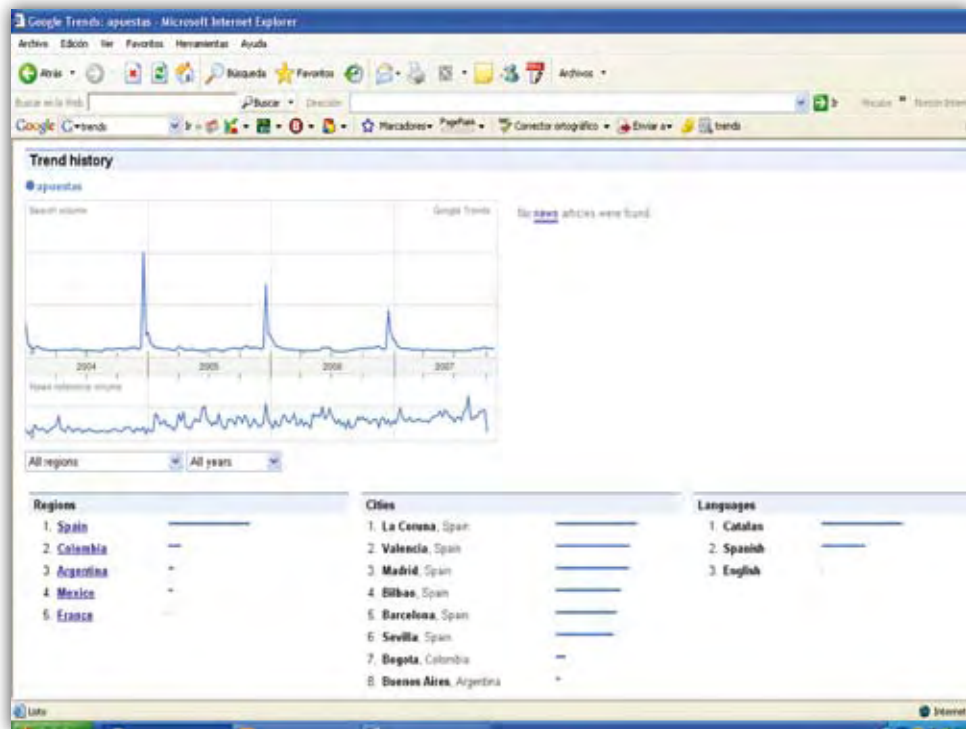 Google Trends: apuestas - Microsoft Internet Explorer
Archivo Edición Ver Favoritos Herramientas Ayuda
Atrás Búsqueda Favoritos Archivos
Buscar en la Web Buscar Dirección
Google trends Marcadores PageRank Corrector ortográfico Enviar a trends
Trend history
apuestas
Search volume Google Trends
No news articles were found.
2004 2005 2006 2007
News reference volume
All regions All years
Regions
1. Spain
2. Colombia
3. Argentina
4. Mexico
5. France
Cities
1. La Coruna, Spain
2. Valencia, Spain
3. Madrid, Spain
4. Bilbao, Spain
5. Barcelona, Spain
6. Sevilla, Spain
7. Bogota, Colombia
8. Buenos Aires, Argentina
Languages
1. Catalan
2. Spanish
3. English
Listo Internet